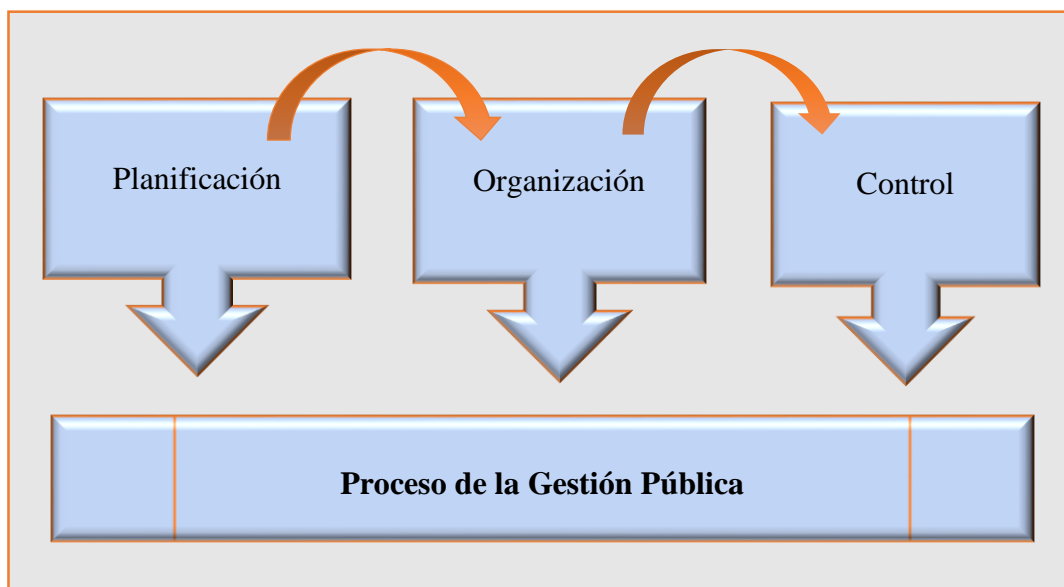 Planificación
Organización
Control
Proceso de la Gestión Pública